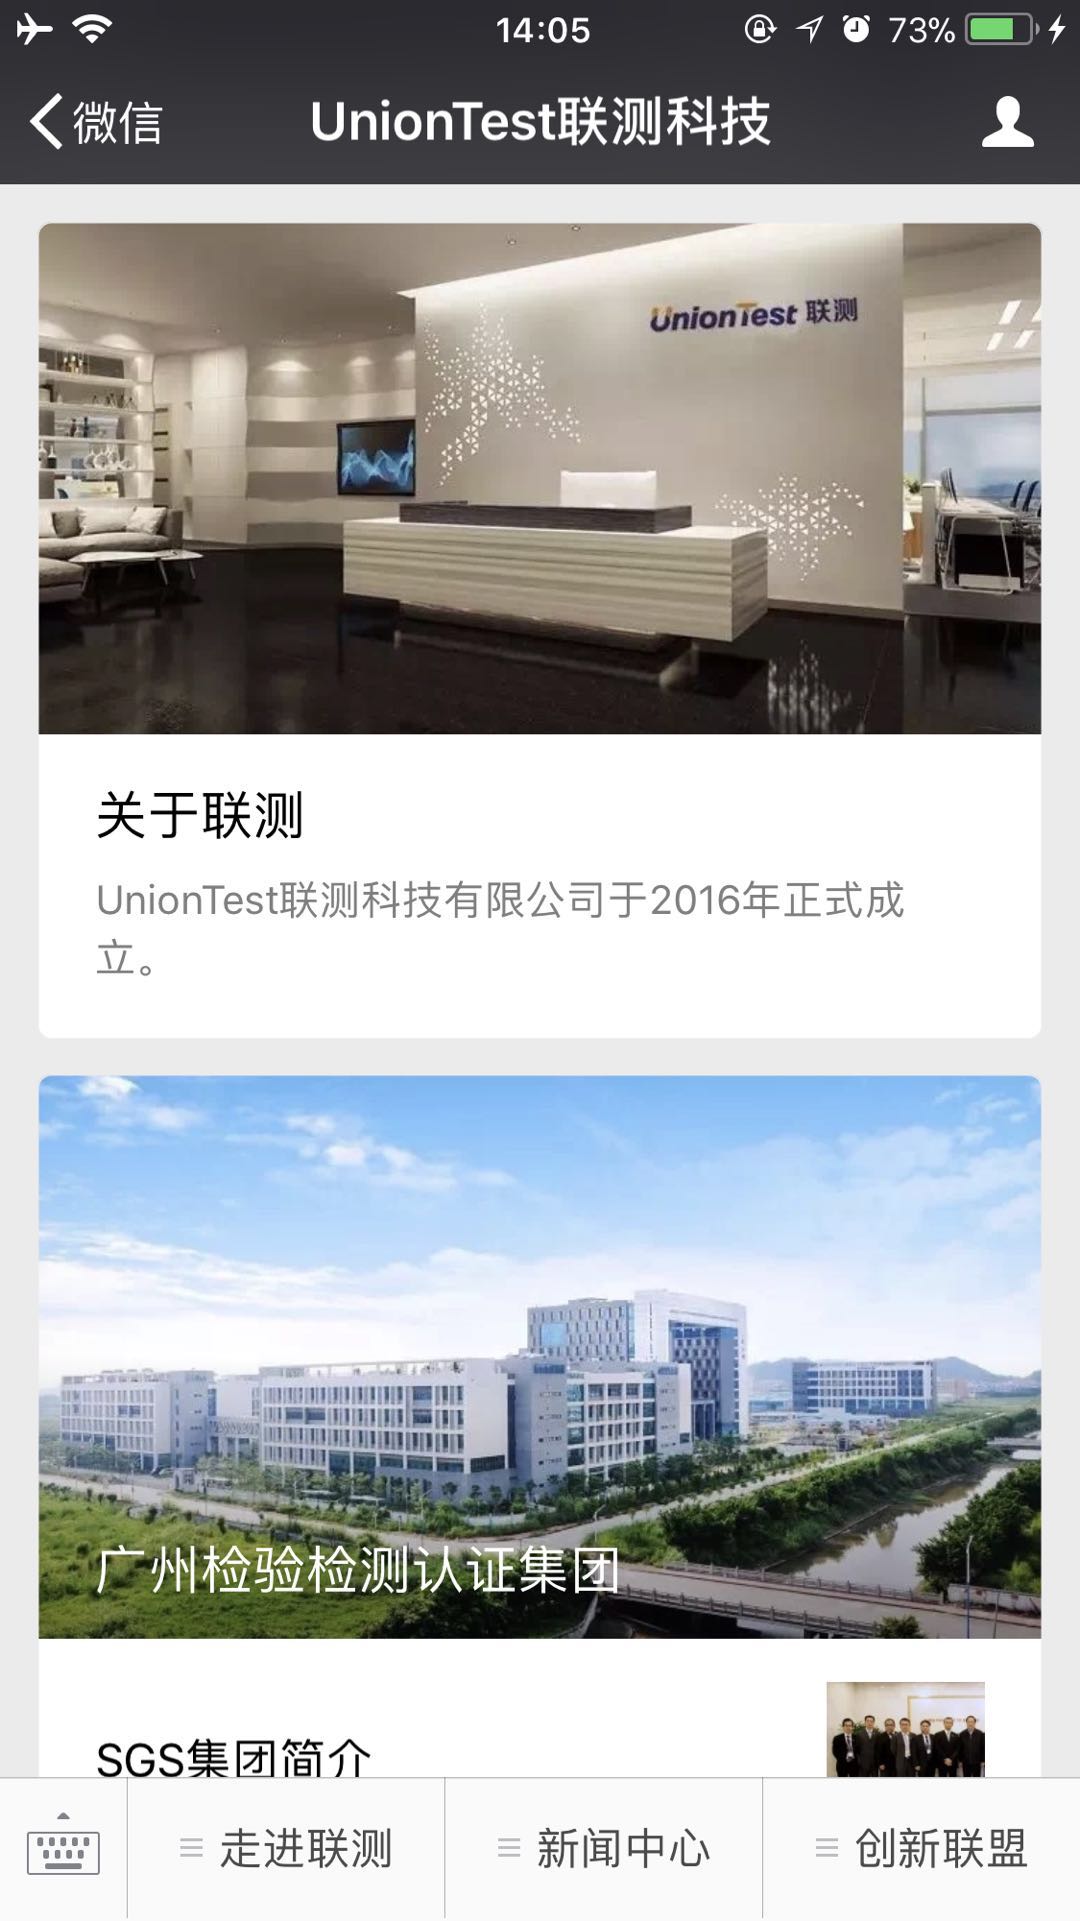 14:05
73%
微信
UnionTest联测科技
UnionTest 联测
关于联测
UnionTest联测科技有限公司于2016年正式成
立。
广州检验检测认证集团
SGS集团简介
走进联测
新闻中心
创新联盟